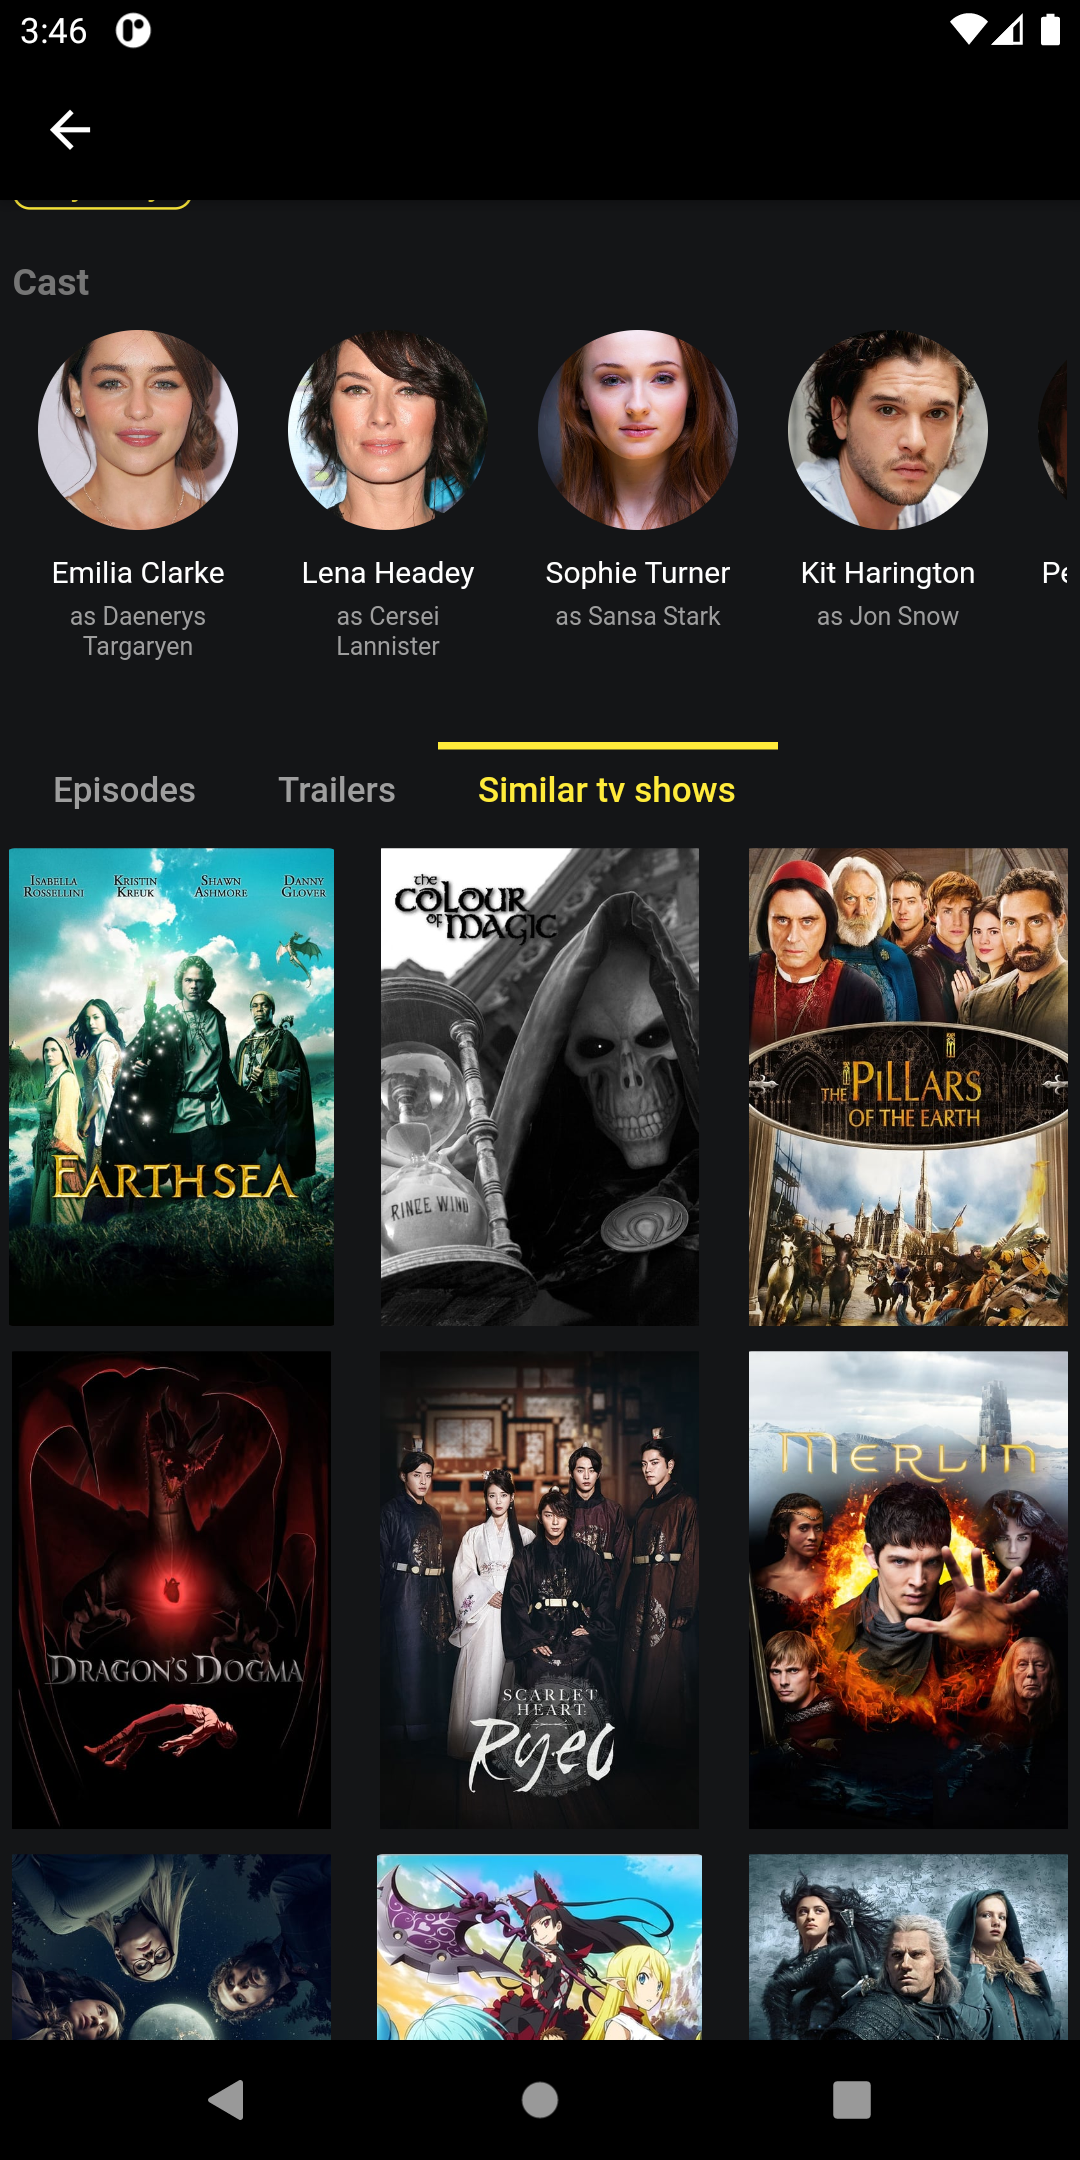 3:46
Cast
Emilia Clarke
as Daenerys
Targaryen
Lena Headey
as Cersei
Lannister
Sophie Turner
as Sansa Stark
Kit Harington
as Jon Snow
Pe
Episodes
Trailers
Similar tv shows
ISABELLA
ROSSELLINI
KRISTIN
KREUK
SHAWN
ASHMORE
DANNY
GLOVER
EARTHSEA
the
COLOUR
OF MAGIC
RINCE WIND
THE PILLARS
OF THE EARTH
DRAGON'S DOGMA
SCARLET
HEART
Ryeo
MERLIN